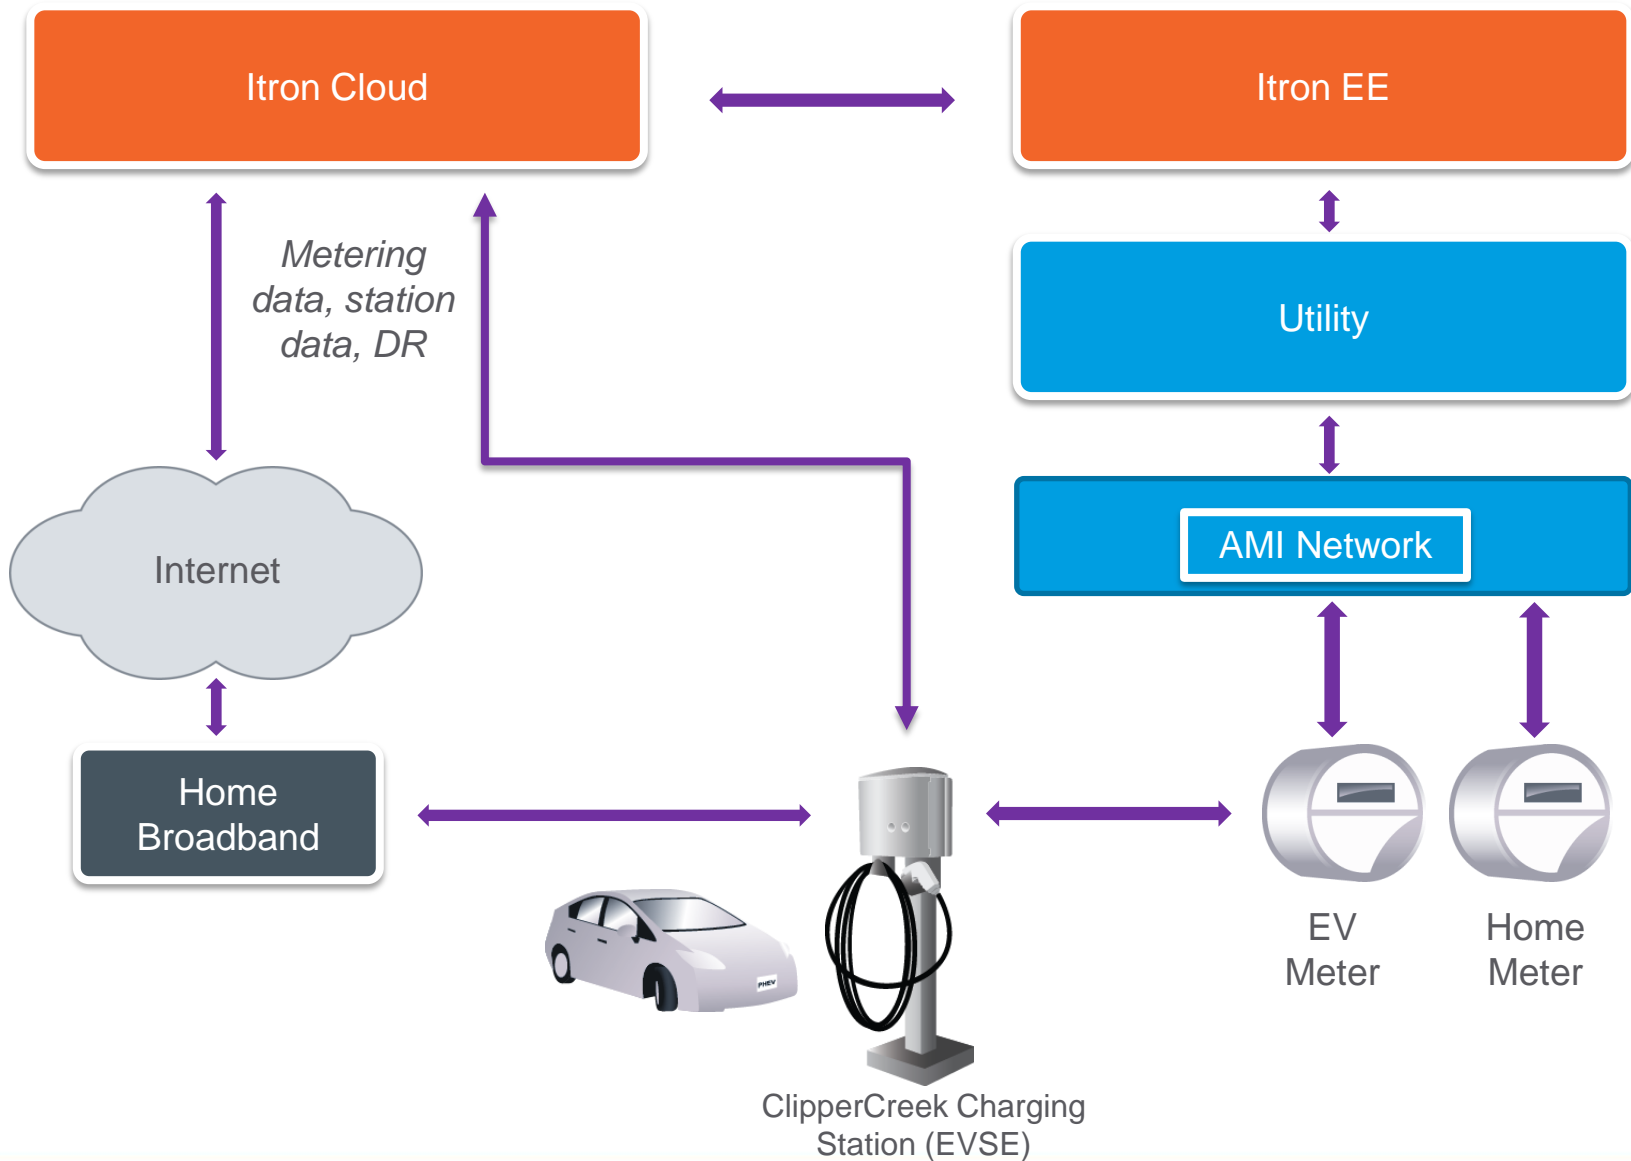 Itron Cloud
Itron EE
Metering
data, station
data, DR
Utility
AMI Network
Internet
Home
Broadband
PHEV
EV
Meter
Home
Meter
ClipperCreek Charging
Station (EVSE)